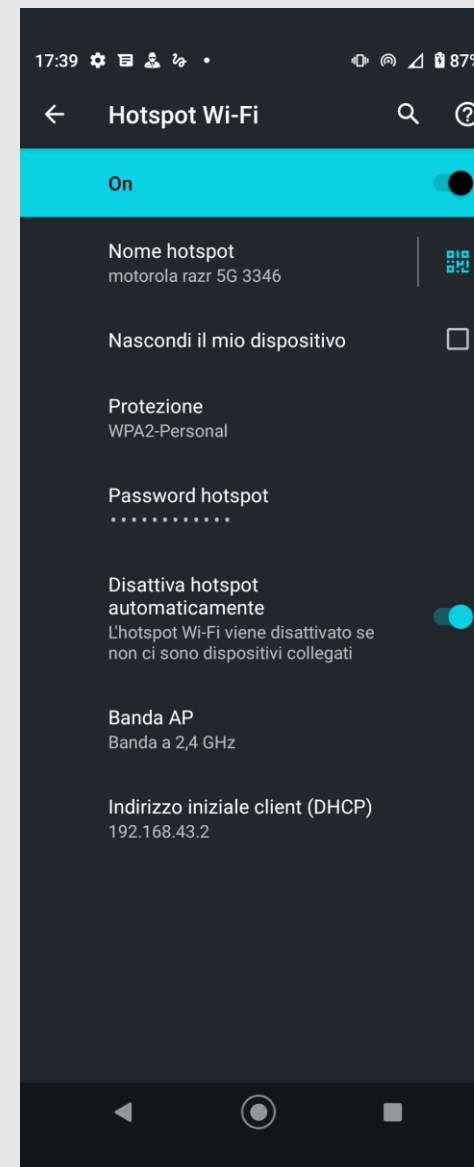 17:39 87%
Hotspot Wi-Fi
On
Nome hotspot
motorola razr 5G 3346
Nascondi il mio dispositivo
Protezione
WPA2-Personal
Password hotspot
••••••••••••
Disattiva hotspot
automaticamente
L'hotspot Wi-Fi viene disattivato se
non ci sono dispositivi collegati
Banda AP
Banda a 2,4 GHz
Indirizzo iniziale client (DHCP)
192.168.43.2